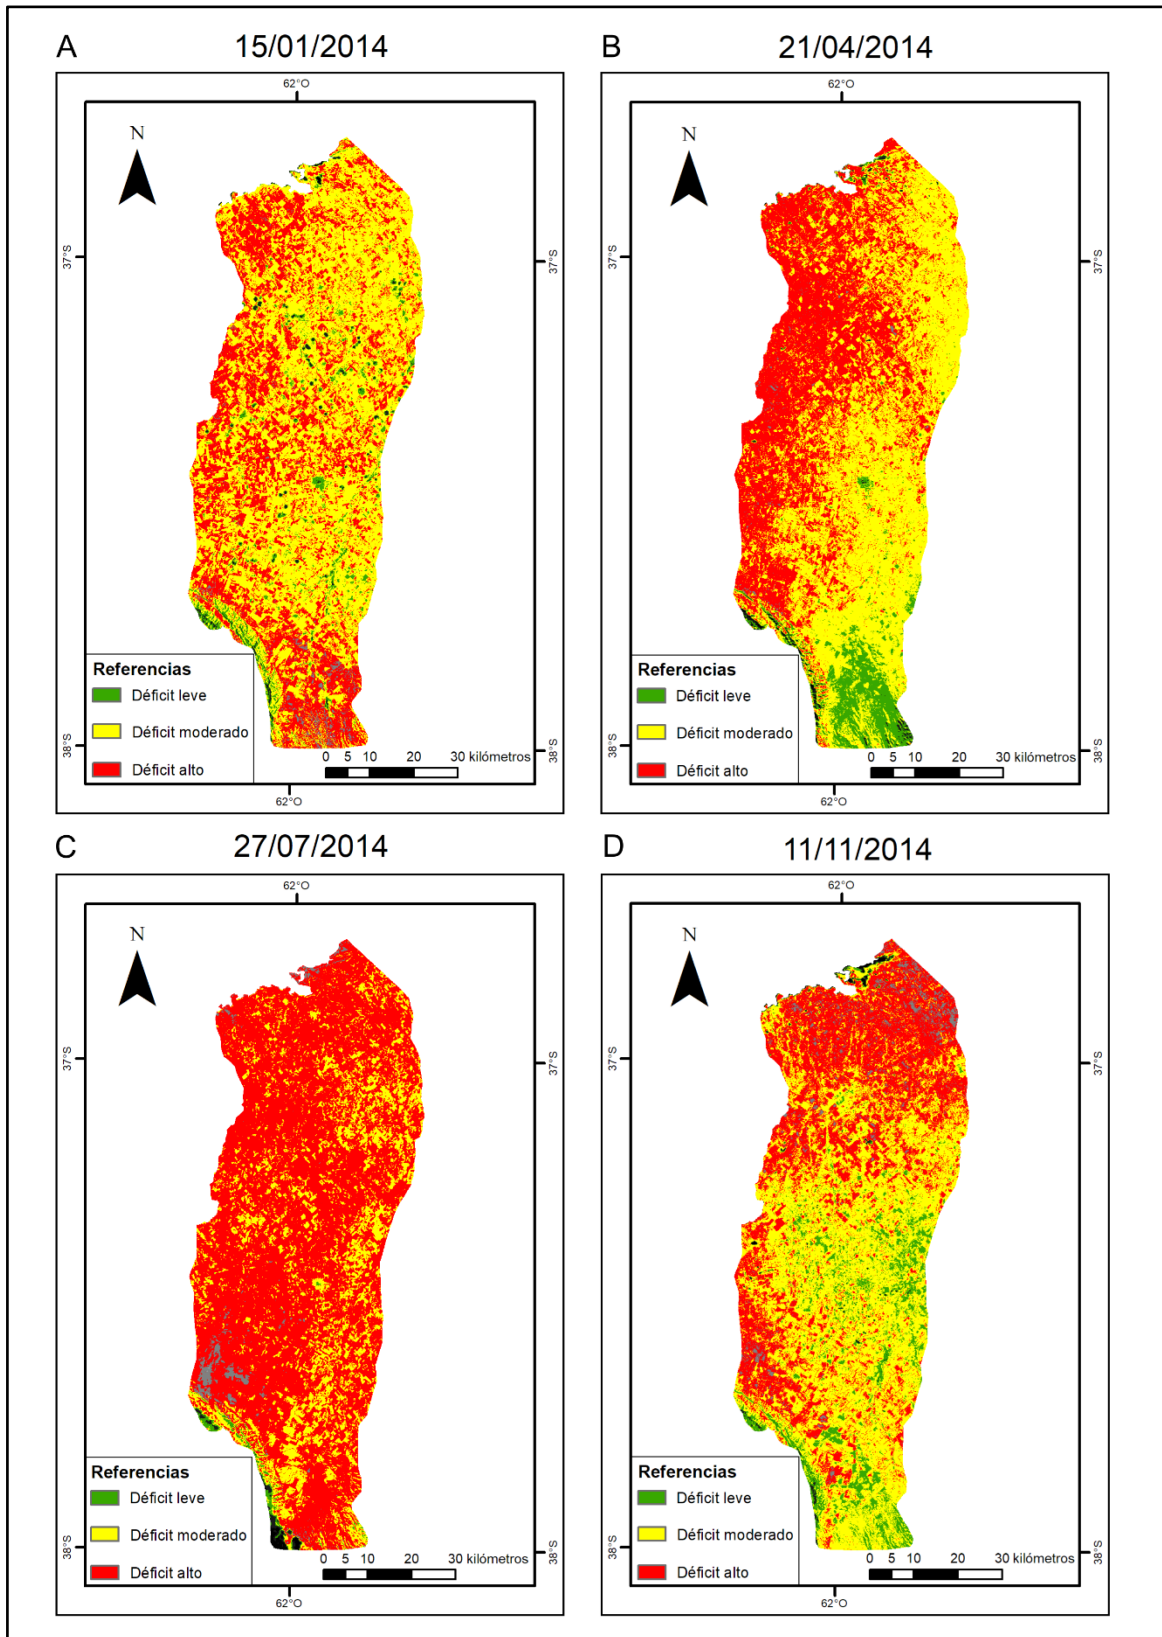 A 15/01/2014
62°O
N
37°S
37°S
Referencias
Déficit leve
Déficit moderado
Déficit alto
0 5 10 20 30 kilómetros
38°S
38°S
62°O
B 21/04/2014
62°O
N
37°S
37°S
Referencias
Déficit leve
Déficit moderado
Déficit alto
0 5 10 20 30 kilómetros
38°S
38°S
62°O
C 27/07/2014
62°O
N
37°S
37°S
Referencias
Déficit leve
Déficit moderado
Déficit alto
0 5 10 20 30 kilómetros
38°S
38°S
62°O
D 11/11/2014
62°O
N
37°S
37°S
Referencias
Déficit leve
Déficit moderado
Déficit alto
0 5 10 20 30 kilómetros
38°S
38°S
62°O